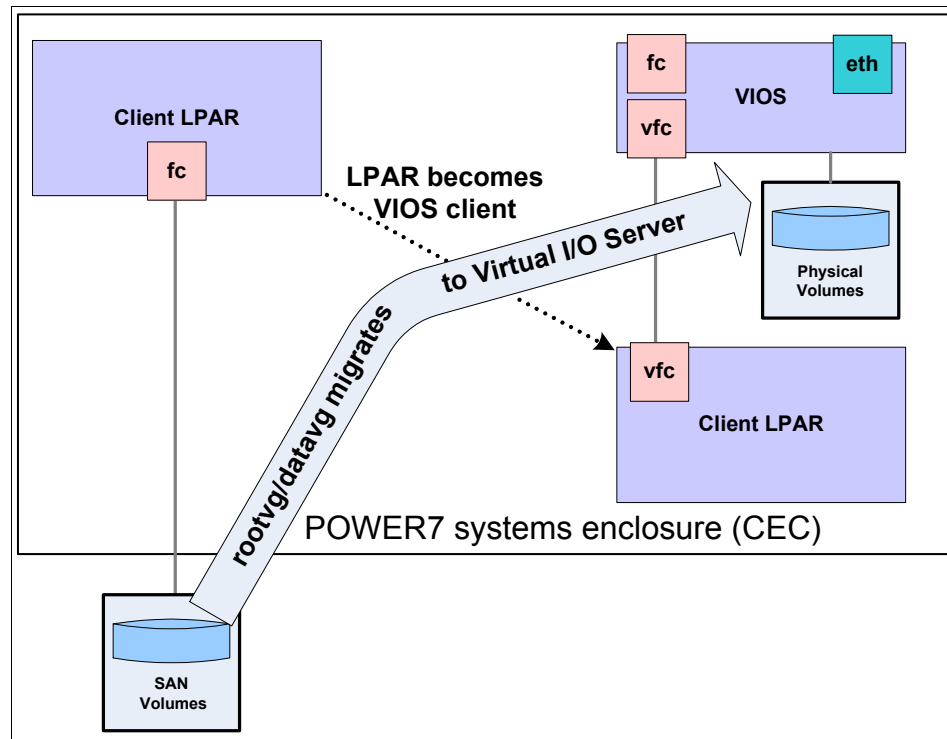 Client LPAR
fc
LPAR becomes
VIOS client
fc
eth
VIOS
vfc
rootvg/datavg migrates
to Virtual I/O Server
Physical
Volumes
vfc
Client LPAR
POWER7 systems enclosure (CEC)
SAN
Volumes